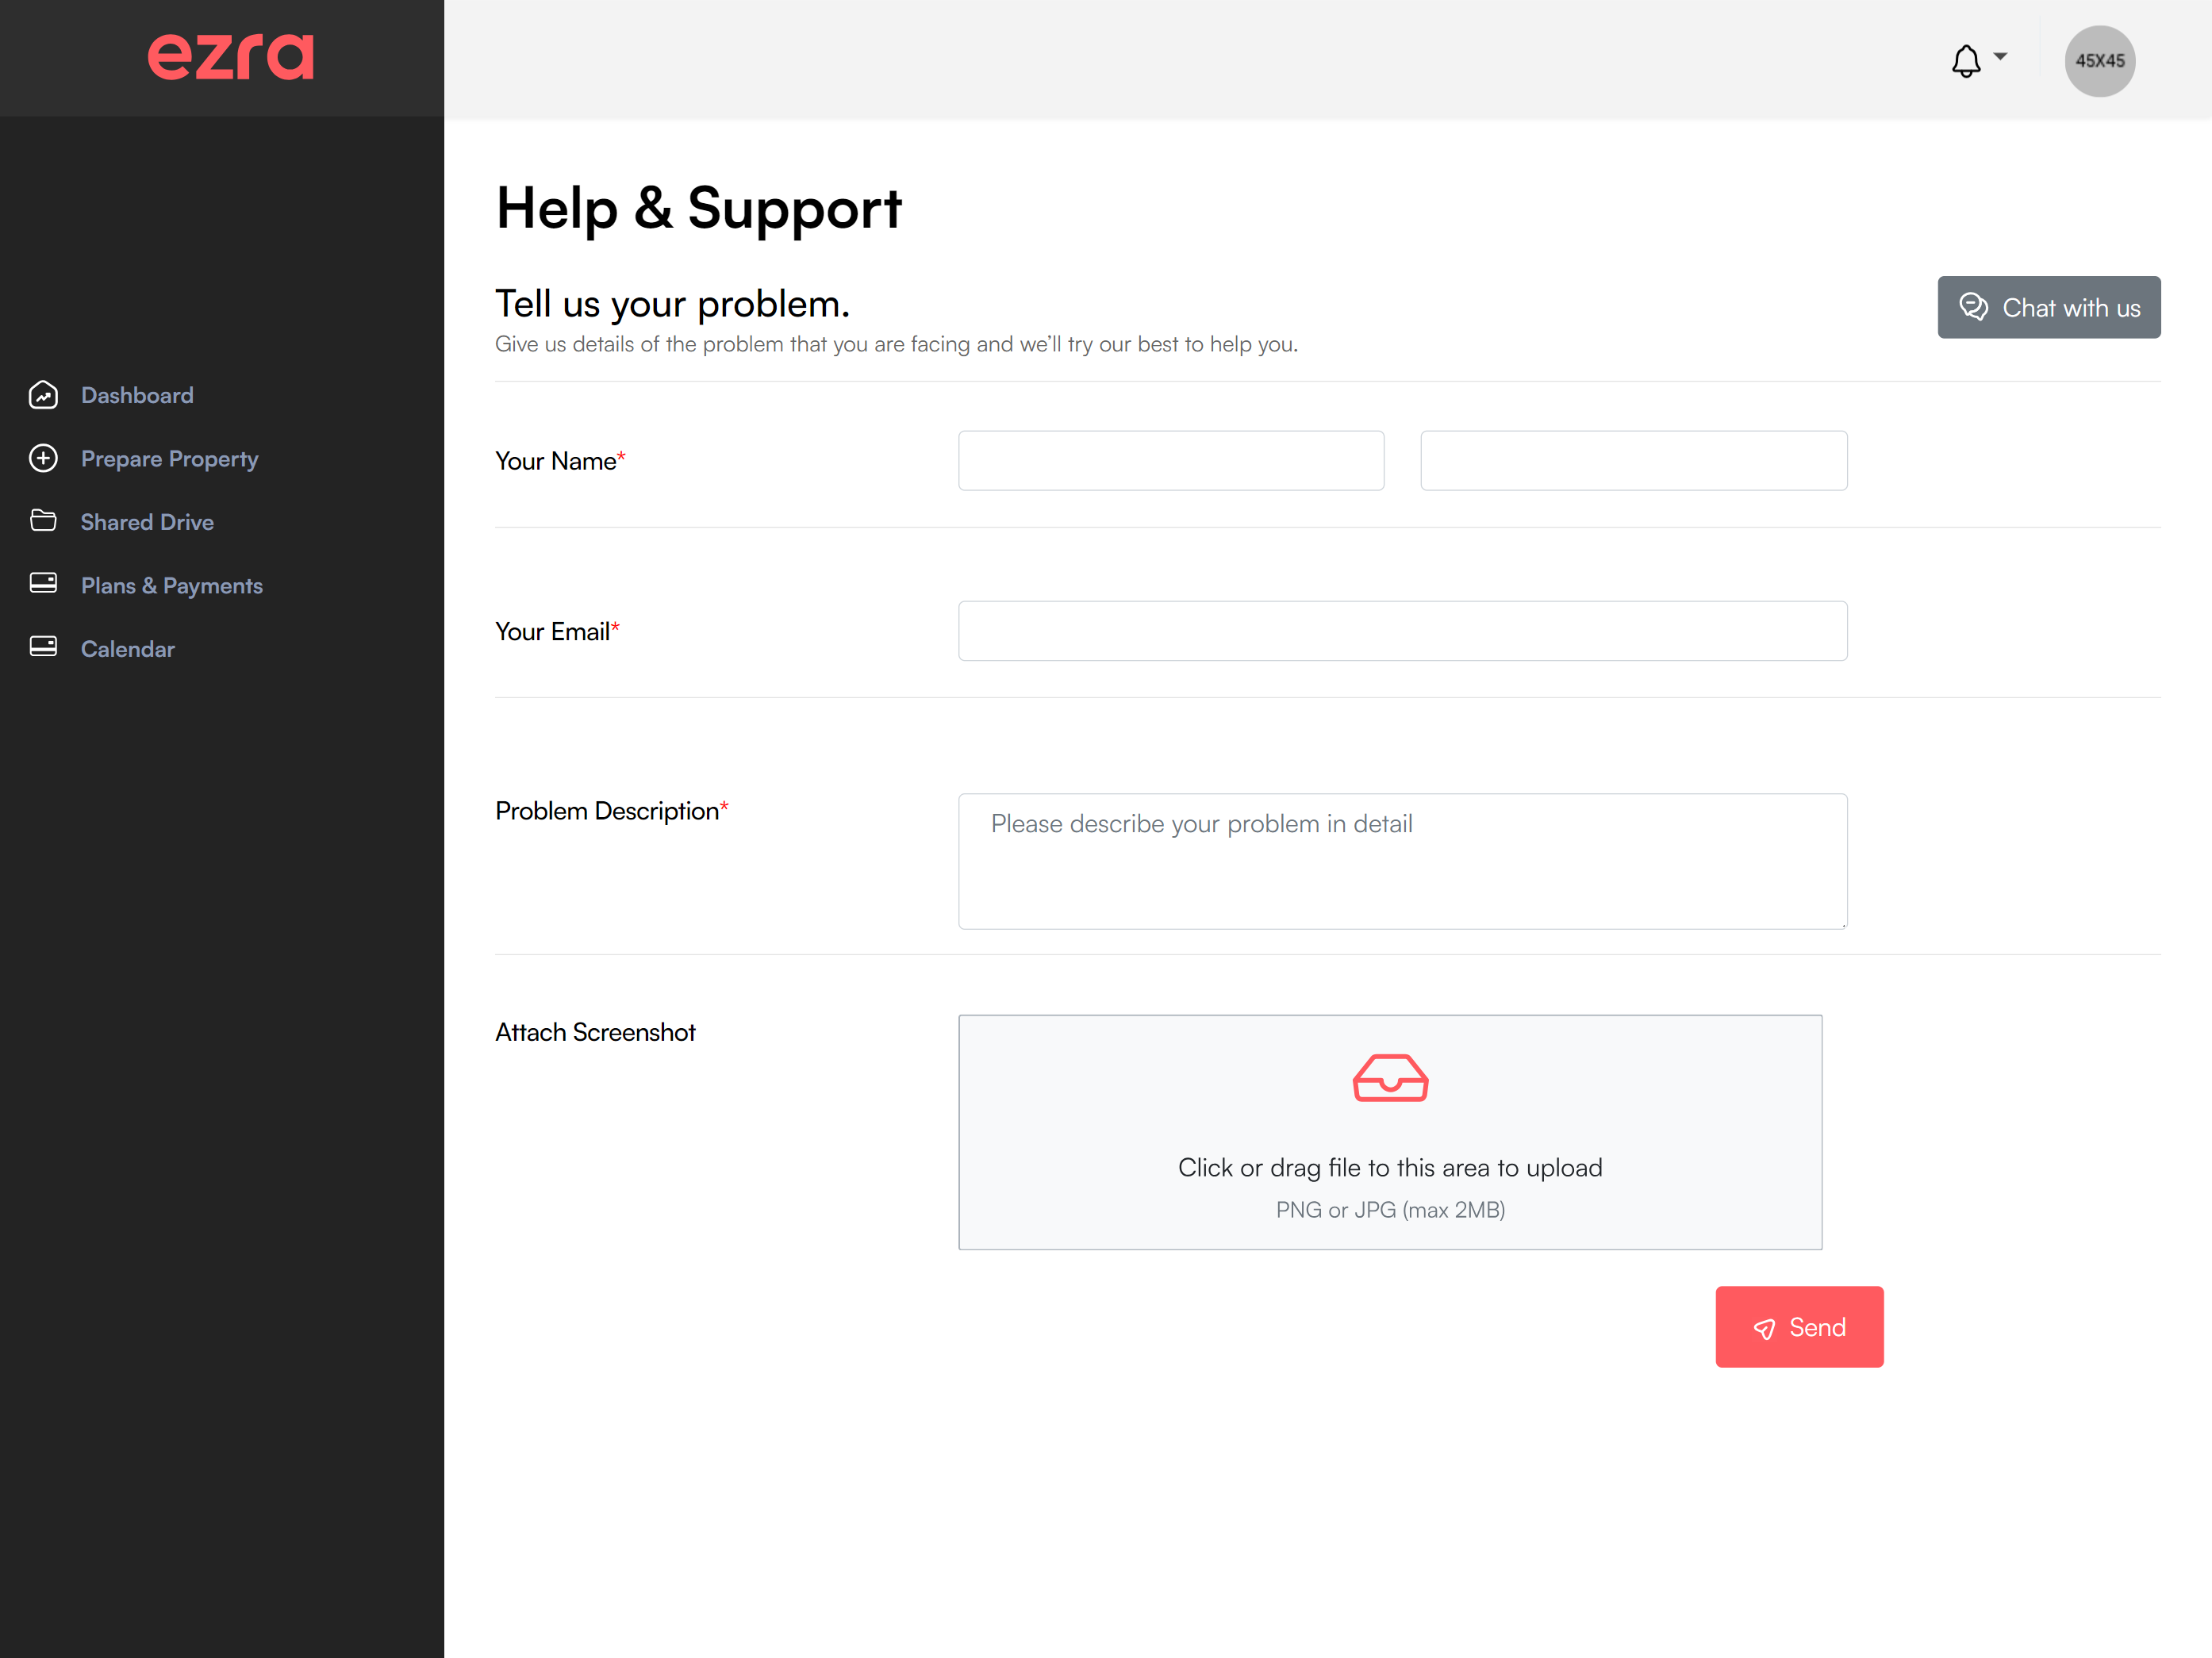 ezra
45X45
Help & Support
Tell us your problem.
Give us details of the problem that you are facing and we'll try our best to help you.
Chat with us
Dashboard
Prepare Property
Shared Drive
Plans & Payments
Calendar
Your Name*
Your Email*
Problem Description*
Please describe your problem in detail
Attach Screenshot
Click or drag file to this area to upload
PNG or JPG (max 2MB)
Send